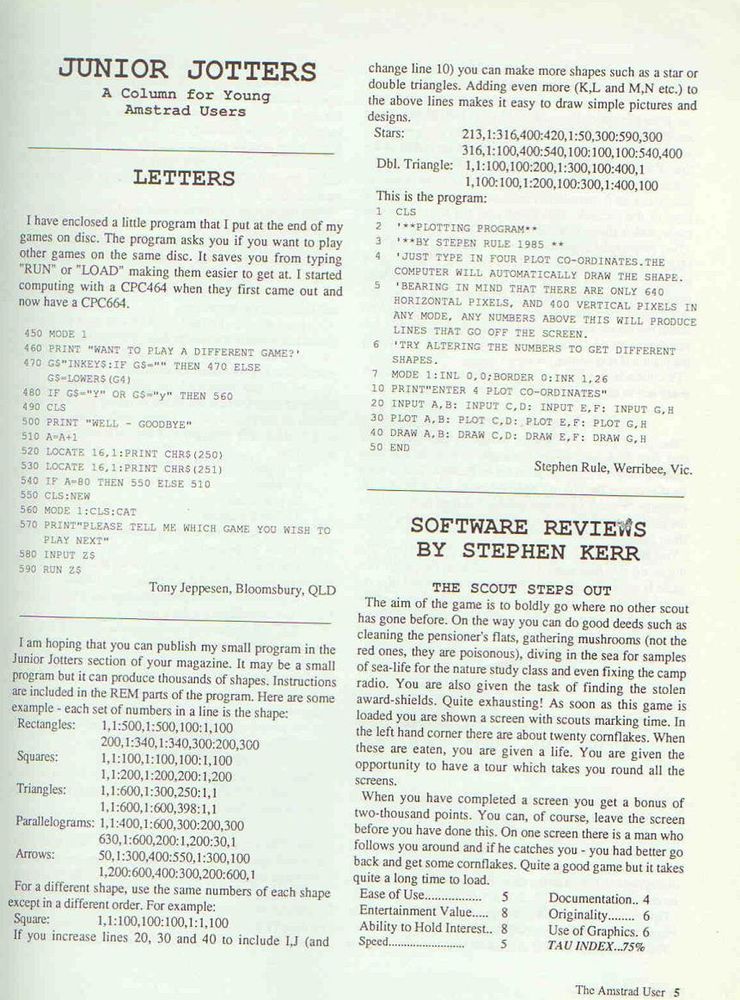 JUNIOR JOTTERS
A Column for Young
Amstrad Users
LETTERS
I have enclosed a little program that I put at the end of my
games on disc. The program asks you if you want to play
other games on the same disc. It saves you from typing
"RUN" or "LOAD" making them easier to get at. I started
computing with a CPC464 when they first came out and
now have a CPC664.
450 MODE 1
460 PRINT "WANT TO PLAY A DIFFERENT GAME?'
470 G$"INKEY$:IF G$="" THEN 470 ELSE
G$=LOWER$(G4)
480 IF G$="Y" OR G$="y" THEN 560
490 CLS
500 PRINT "WELL - GOODBYE"
510 A=A+1
520 LOCATE 16,1:PRINT CHR$(250)
530 LOCATE 16,1:PRINT CHR$(251)
540 IF A=80 THEN 550 ELSE 510
550 CLS:NEW
560 MODE 1:CLS:CAT
570 PRINT"PLEASE TELL ME WHICH GAME YOU WISH TO
PLAY NEXT"
580 INPUT Z$
590 RUN Z$
Tony Jeppesen, Bloomsbury, QLD
I am hoping that you can publish my small program in the
Junior Jotters section of your magazine. It may be a small
program but it can produce thousands of shapes. Instructions
are included in the REM parts of the program. Here are some
example - each set of numbers in a line is the shape:
Rectangles: 1,1:500,1:500,100:1,100
200,1:340,1:340,300:200,300
Squares: 1,1:100,1:100,100:1,100
1,1:200,1:200,200:1,200
Triangles: 1,1:600,1:300,250:1,1
1,1:600,1:600,398:1,1
Parallelograms: 1,1:400,1:600,300:200,300
630,1:600,200:1,200:30,1
Arrows: 50,1:300,400:550,1:300,100
1,200:600,400:300,200:600,1
For a different shape, use the same numbers of each shape
except in a different order. For example:
Square: 1,1:100,100:100,1:1,100
If you increase lines 20, 30 and 40 to include I,J (and
change line 10) you can make more shapes such as a star or
double triangles. Adding even more (K,L and M,N etc.) to
the above lines makes it easy to draw simple pictures and
designs.
Stars: 213,1:316,400:420,1:50,300:590,300
316,1:100,400:540,100:100,100:540,400
Dbl. Triangle: 1,1:100,100:200,1:300,100:400,1
1,100:100,1:200,100:300,1:400,100
This is the program:
1 CLS
2 '**PLOTTING PROGRAM**
3 '**BY STEPEN RULE 1985 **
4 'JUST TYPE IN FOUR PLOT CO-ORDINATES.THE
COMPUTER WILL AUTOMATICALLY DRAW THE SHAPE.
5 'BEARING IN MIND THAT THERE ARE ONLY 640
HORIZONTAL PIXELS, AND 400 VERTICAL PIXELS IN
ANY MODE, ANY NUMBERS ABOVE THIS WILL PRODUCE
LINES THAT GO OFF THE SCREEN.
6 'TRY ALTERING THE NUMBERS TO GET DIFFERENT
SHAPES.
7 MODE 1:INL 0,0;BORDER 0:INK 1,26
10 PRINT"ENTER 4 PLOT CO-ORDINATES"
20 INPUT A,B: INPUT C,D: INPUT E,F: INPUT G,H
30 PLOT A,B: PLOT C,D: PLOT E,F: PLOT G,H
40 DRAW A,B: DRAW C,D: DRAW E,F: DRAW G,H
50 END
Stephen Rule, Werribee, Vic.
SOFTWARE REVIEWS
BY STEPHEN KERR
THE SCOUT STEPS OUT
The aim of the game is to boldly go where no other scout
has gone before. On the way you can do good deeds such as
cleaning the pensioner's flats, gathering mushrooms (not the
red ones, they are poisonous), diving in the sea for samples
of sea-life for the nature study class and even fixing the camp
radio. You are also given the task of finding the stolen
award-shields. Quite exhausting! As soon as this game is
loaded you are shown a screen with scouts marking time. In
the left hand corner there are about twenty cornflakes. When
these are eaten, you are given a life. You are given the
opportunity to have a tour which takes you round all the
screens.
When you have completed a screen you get a bonus of
two-thousand points. You can, of course, leave the screen
before you have done this. On one screen there is a man who
follows you around and if he catches you - you had better go
back and get some cornflakes. Quite a good game but it takes
quite a long time to load.
Ease of Use................. 5 Documentation.. 4
Entertainment Value..... 8 Originality........ 6
Ability to Hold Interest.. 8 Use of Graphics. 6
Speed.......................... 5 TAU INDEX...75%
The Amstrad User 5